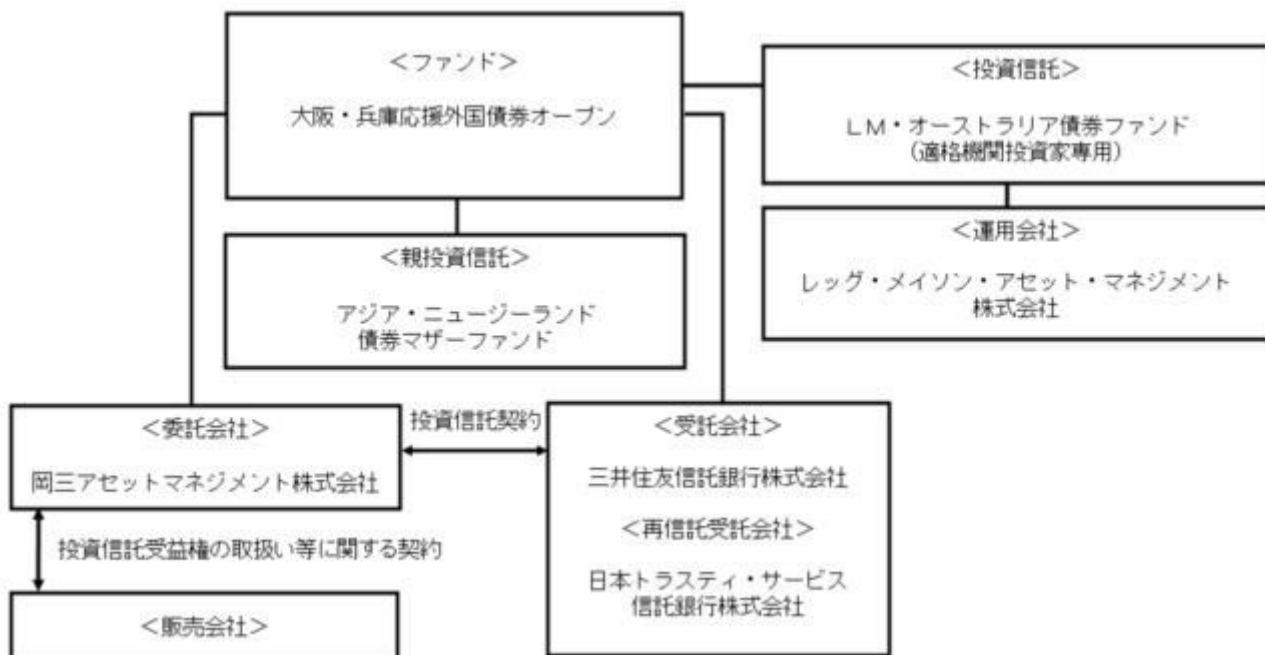 <ファンド>
大阪・兵庫応援外国債券オープン
<投資信託>
LM・オーストラリア債券ファンド
(適格機関投資家専用)
<親投資信託>
アジア・ニュージーランド
債券マザーファンド
<運用会社>
レッグ・メイソン・アセット・マネジメント
株式会社
<委託会社>
岡三アセットマネジメント株式会社
投資信託契約
<受託会社>
三井住友信託銀行株式会社
<再信託受託会社>
日本トラスティ・サービス
信託銀行株式会社
投資信託受益権の取扱い等に関する契約
<販売会社>